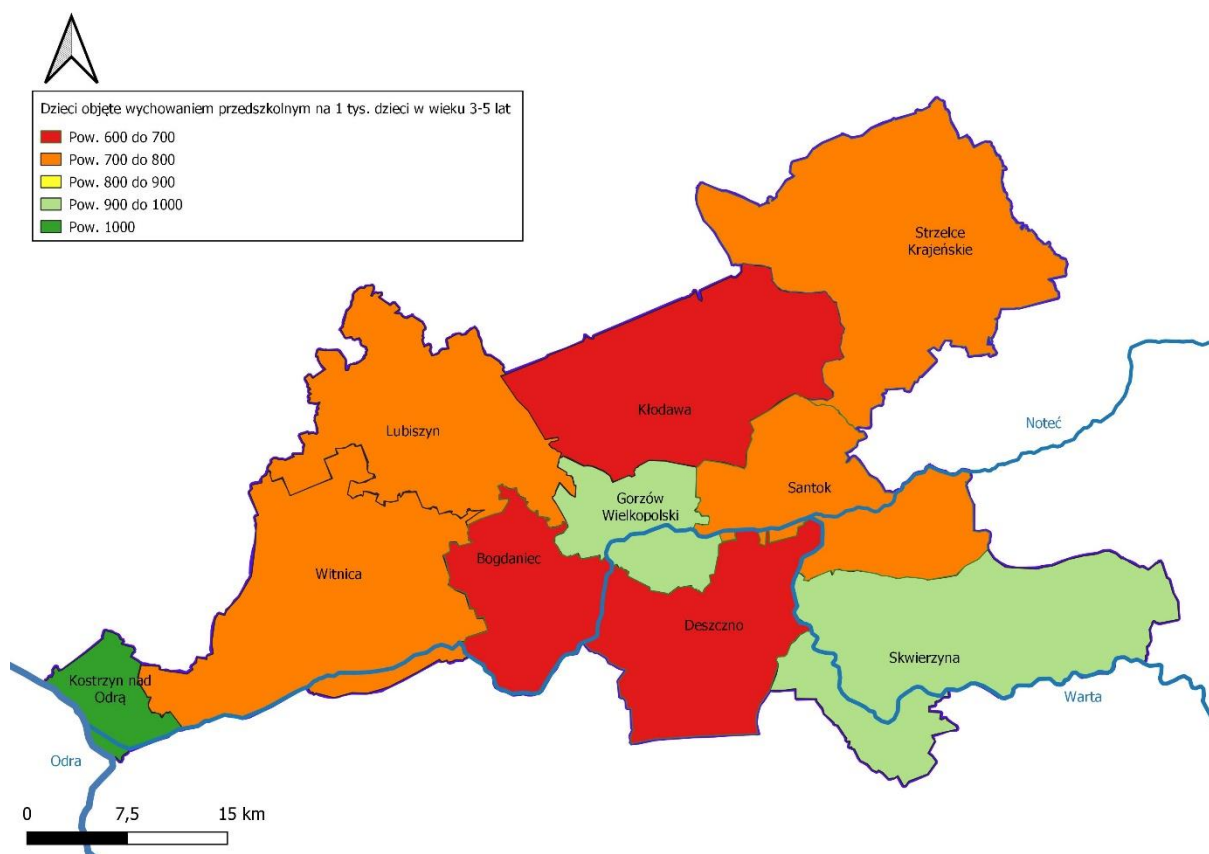 Dzieci objęte wychowaniem przedszkolnym na 1 tys. dzieci w wieku 3-5 lat
Pow. 600 do 700
Pow. 700 do 800
Pow. 800 do 900
Pow. 900 do 1000
Pow. 1000
Strzelce
Krajeńskie
Kłodawa
Noteć
Lubiszyn
Santok
Gorzów
Wielkopolski
Bogdaniec
Witnica
Deszczno
Skwierzyna
Kostrzyn nad
Odrą
Warta
Odra
0 7,5 15 km